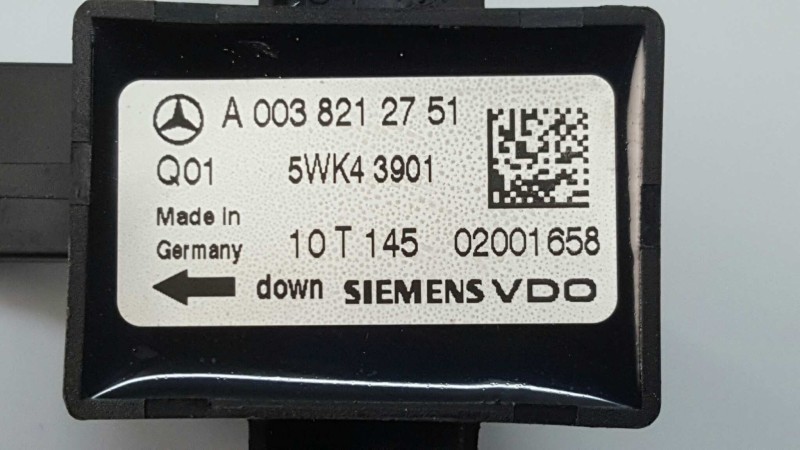 A 003 821 27 51
Q01 5WK4 3901
Made in
Germany 10 T 145 02001658
down SIEMENS VDO